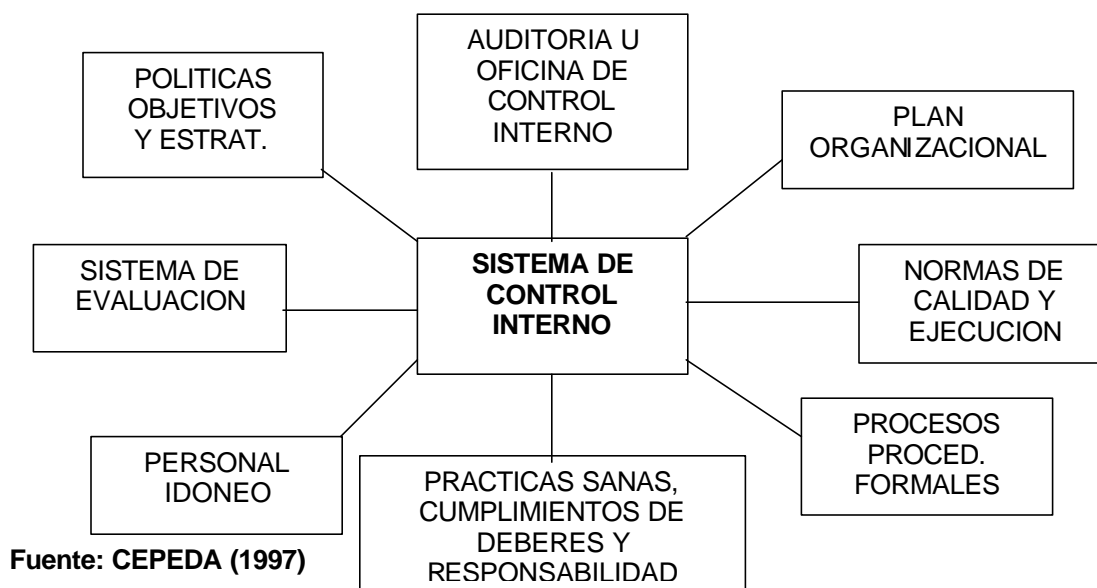 AUDITORIA U
OFICINA DE
CONTROL
INTERNO
POLITICAS
OBJETIVOS
Y ESTRAT.
PLAN
ORGANIZACIONAL
SISTEMA DE
EVALUACION
SISTEMA DE
CONTROL
INTERNO
NORMAS DE
CALIDAD Y
EJECUCION
PERSONAL
IDONEO
PRACTICAS SANAS,
CUMPLIMIENTOS DE
DEBERES Y
RESPONSABILIDAD
PROCESOS
PROCED.
FORMALES
Fuente: CEPEDA (1997)